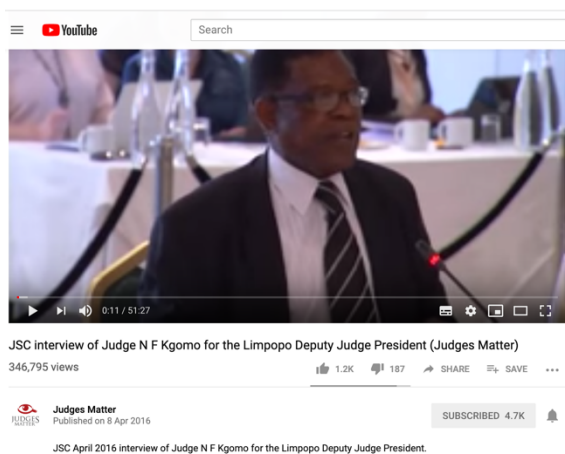 YouTube
Search
0:11 / 51:27
JSC interview of Judge N F Kgomo for the Limpopo Deputy Judge President (Judges Matter)
346,795 views
1.2K 187 SHARE SAVE
JUDGES
MATTER
Judges Matter
Published on 8 Apr 2016
SUBSCRIBED 4.7K
JSC April 2016 interview of Judge N F Kgomo for the Limpopo Deputy Judge President.